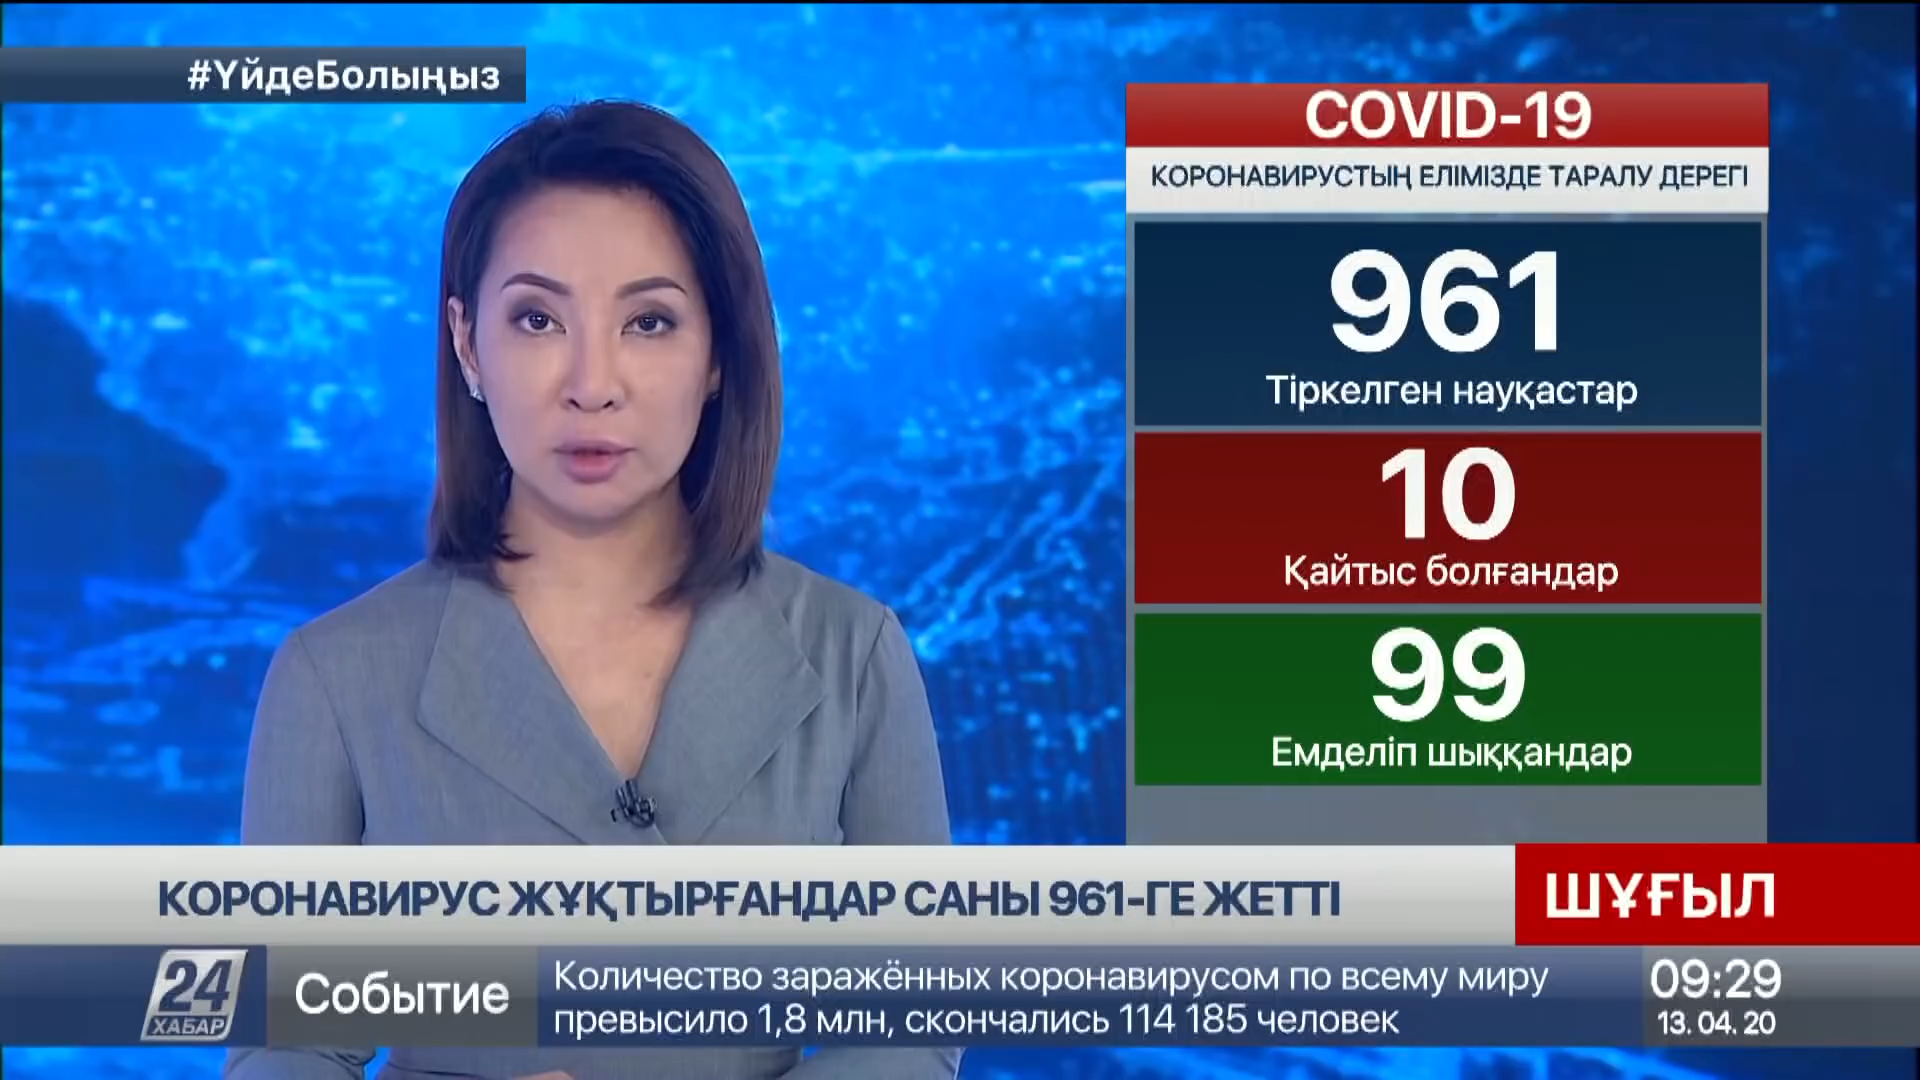 #ҮйдеБолыңыз
COVID-19
КОРОНАВИРУСТЫҢ ЕЛІМІЗДЕ ТАРАЛУ ДЕРЕГІ
961
Тіркелген науқастар
10
Қайтыс болғандар
99
Емделіп шыққандар
КОРОНАВИРУС ЖҰҚТЫРҒАНДАР САНЫ 961-ГЕ ЖЕТТІ
ШҰҒЫЛ
24
ХАБАР
Событие
Количество заражённых коронавирусом по всему миру
превысило 1,8 млн, скончались 114 185 человек
09:29
13. 04. 20